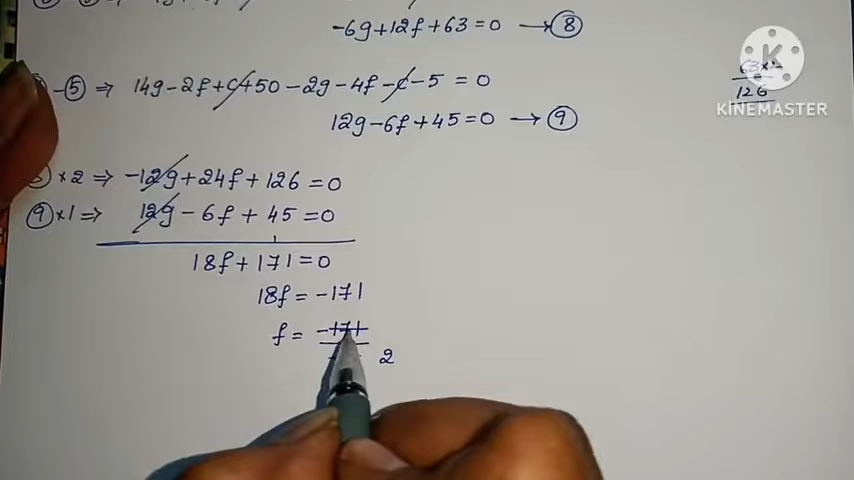 -6g+12f+63=0 → ⑧
- ⑤ ⇒ 14g-2f+c+50-2g-4f-c-5 = 0
12g-6f+45=0 → ⑨
×2 ⇒ -12g+24f+126=0
⑨×1 ⇒ 12g-6f+45=0
18f+171=0
18f=-171
f= -171
2
63×2
126
KINEMASTER